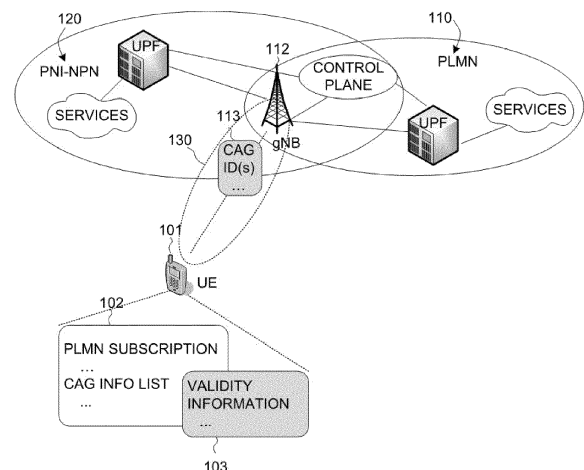 120
UPF
112
110
PNI-NPN
CONTROL
PLANE
PLMN
SERVICES
113
gNB
UPF
SERVICES
130
CAG
ID(s)
...
101
UE
102
PLMN SUBSCRIPTION
...
CAG INFO LIST
...
VALIDITY
INFORMATION
...
103